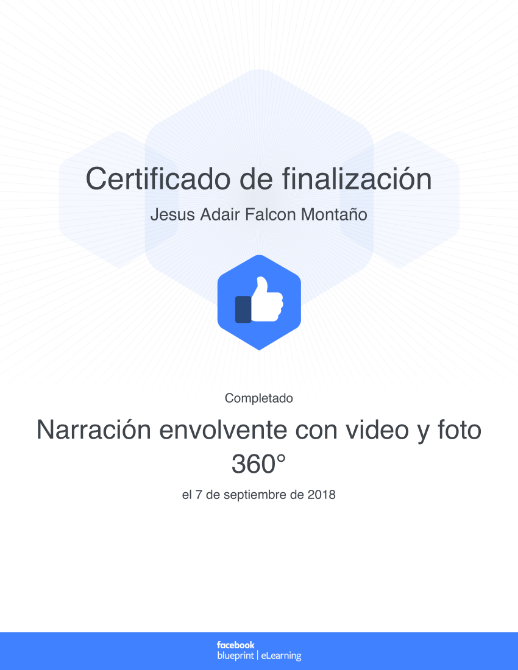 Certificado de finalización
Jesus Adair Falcon Montaño
Completado
Narración envolvente con video y foto
360°
el 7 de septiembre de 2018
facebook
blueprint | eLearning